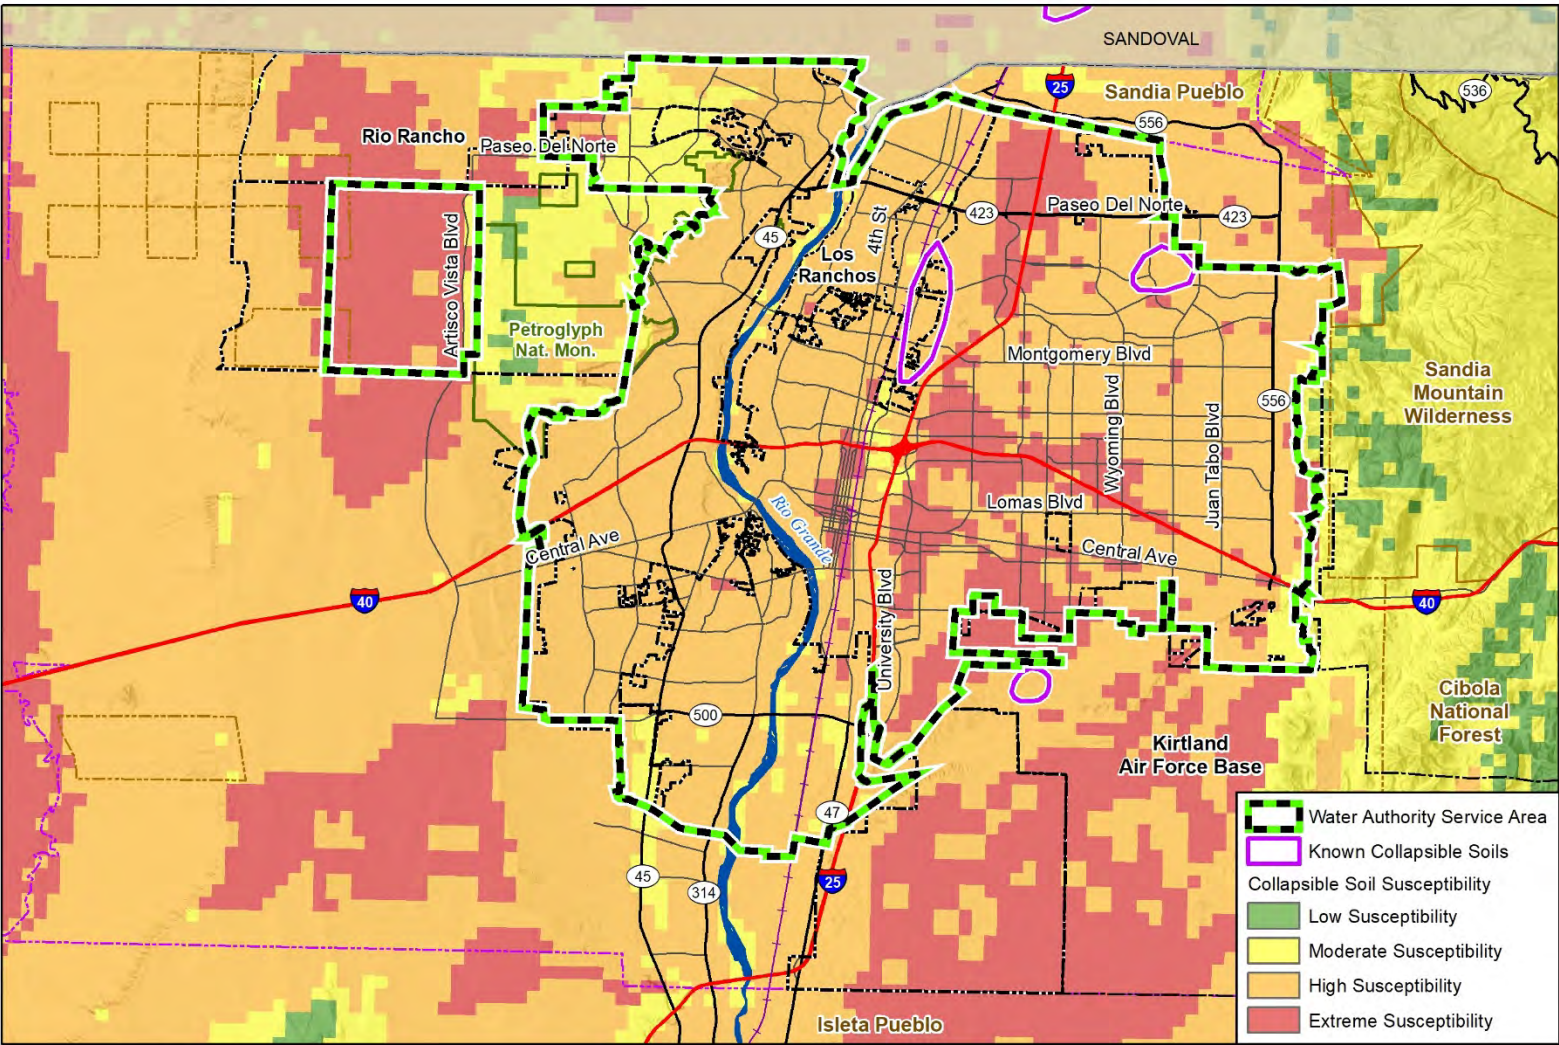 SANDOVAL
25
Sandia Pueblo
536
556
Rio Rancho
Paseo Del Norte
Paseo Del Norte
423
423
45
4th St
Los
Ranchos
Artisco Vista Blvd
Petroglyph
Nat. Mon.
Montgomery Blvd
Sandia
Mountain
Wilderness
556
Wyoming Blvd
Juan Tabo Blvd
Lomas Blvd
Rio Grande
Central Ave
Central Ave
40
40
University Blvd
500
Cibola
National
Forest
Kirtland
Air Force Base
47
45
314
25
Isleta Pueblo
Water Authority Service Area
Known Collapsible Soils
Collapsible Soil Susceptibility
Low Susceptibility
Moderate Susceptibility
High Susceptibility
Extreme Susceptibility